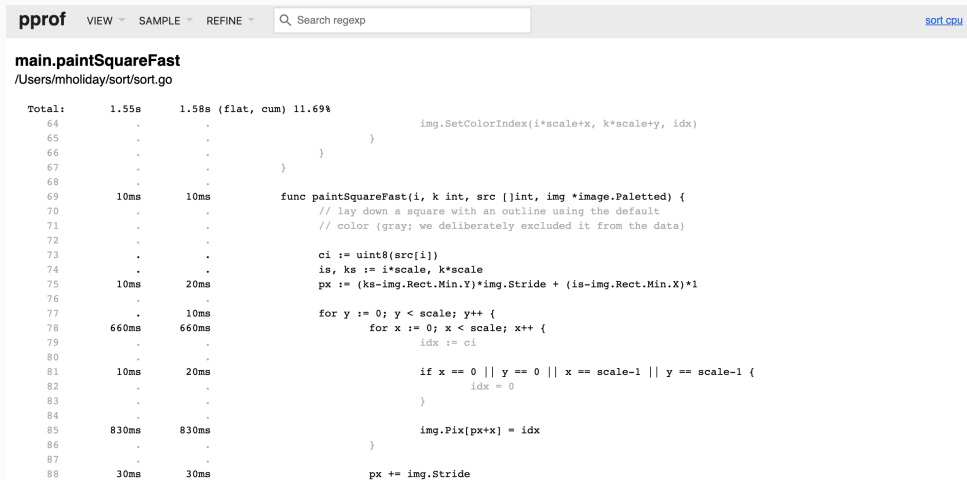 pprof VIEW SAMPLE REFINE Search regexp sort cpu
main.paintSquareFast
/Users/mholiday/sort/sort.go
Total: 1.55s 1.58s (flat, cum) 11.69%
64 . . img.SetColorIndex(i*scale+x, k*scale+y, idx)
65 . . }
66 . . }
67 . . }
68 . .
69 10ms 10ms func paintSquareFast(i, k int, src []int, img *image.Paletted) {
70 . . // lay down a square with an outline using the default
71 . . // color (gray; we deliberately excluded it from the data)
72 . .
73 . . ci := uint8(src[i])
74 . . is, ks := i*scale, k*scale
75 10ms 20ms px := (ks-img.Rect.Min.Y)*img.Stride + (is-img.Rect.Min.X)*1
76 . .
77 . 10ms for y := 0; y < scale; y++ {
78 660ms 660ms for x := 0; x < scale; x++ {
79 . . idx := ci
80 . .
81 10ms 20ms if x == 0 || y == 0 || x == scale-1 || y == scale-1 {
82 . . idx = 0
83 . . }
84 . .
85 830ms 830ms img.Pix[px+x] = idx
86 . . }
87 . .
88 30ms 30ms px += img.Stride